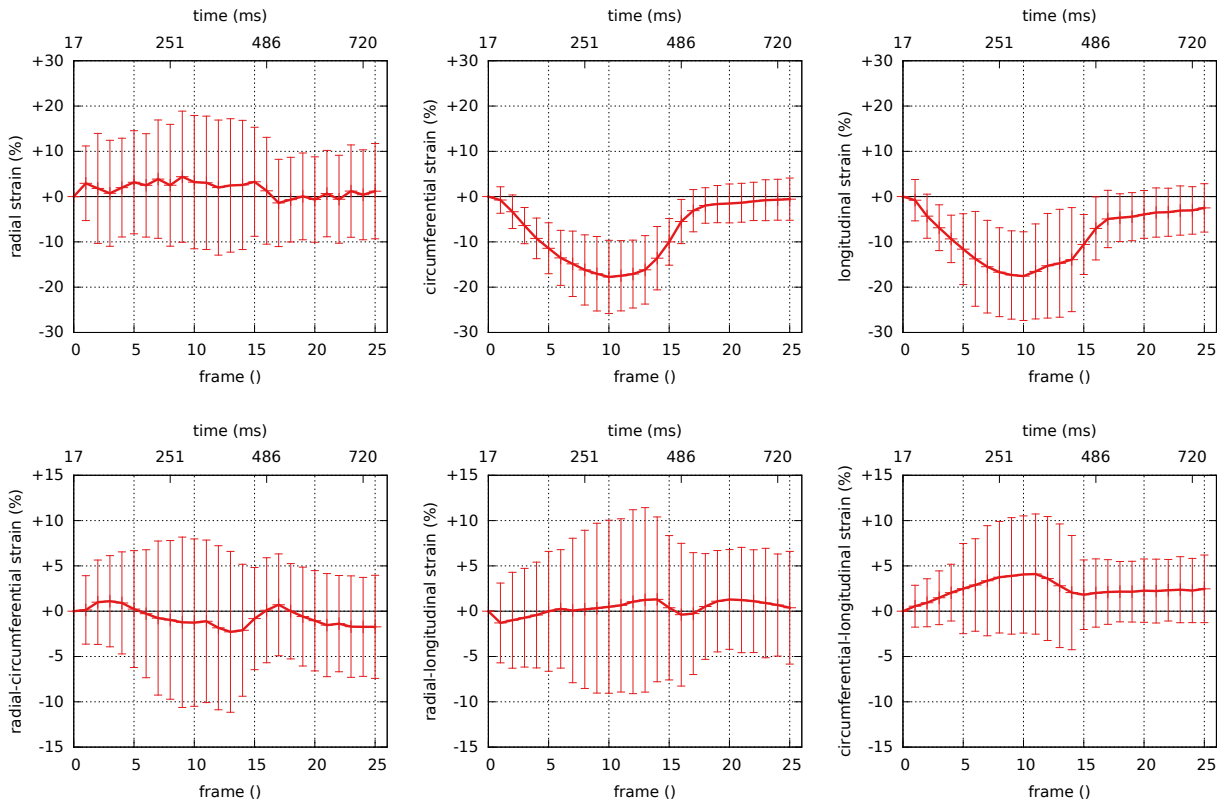 time (ms)
17 251 486 720
+30
+20
+10
+0
-10
-20
-30
radial strain (%)
0 5 10 15 20 25
frame ()
time (ms)
17 251 486 720
+30
+20
+10
+0
-10
-20
-30
circumferential strain (%)
0 5 10 15 20 25
frame ()
time (ms)
17 251 486 720
+30
+20
+10
+0
-10
-20
-30
longitudinal strain (%)
0 5 10 15 20 25
frame ()
time (ms)
17 251 486 720
+15
+10
+5
+0
-5
-10
-15
radial-circumferential strain (%)
0 5 10 15 20 25
frame ()
time (ms)
17 251 486 720
+15
+10
+5
+0
-5
-10
-15
radial-longitudinal strain (%)
0 5 10 15 20 25
frame ()
time (ms)
17 251 486 720
+15
+10
+5
+0
-5
-10
-15
circumferential-longitudinal strain (%)
0 5 10 15 20 25
frame ()